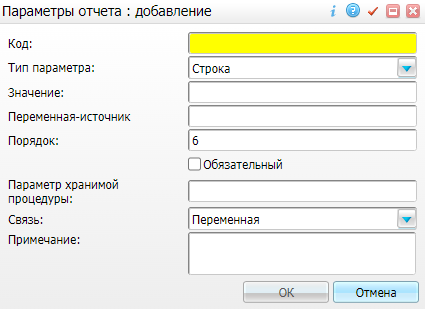 Параметры отчета : добавление
Код:
Тип параметра: Строка
Значение:
Переменная-источник
Порядок: 6
Обязательный
Параметр хранимой
процедуры:
Связь: Переменная
Примечание:
ОК Отмена